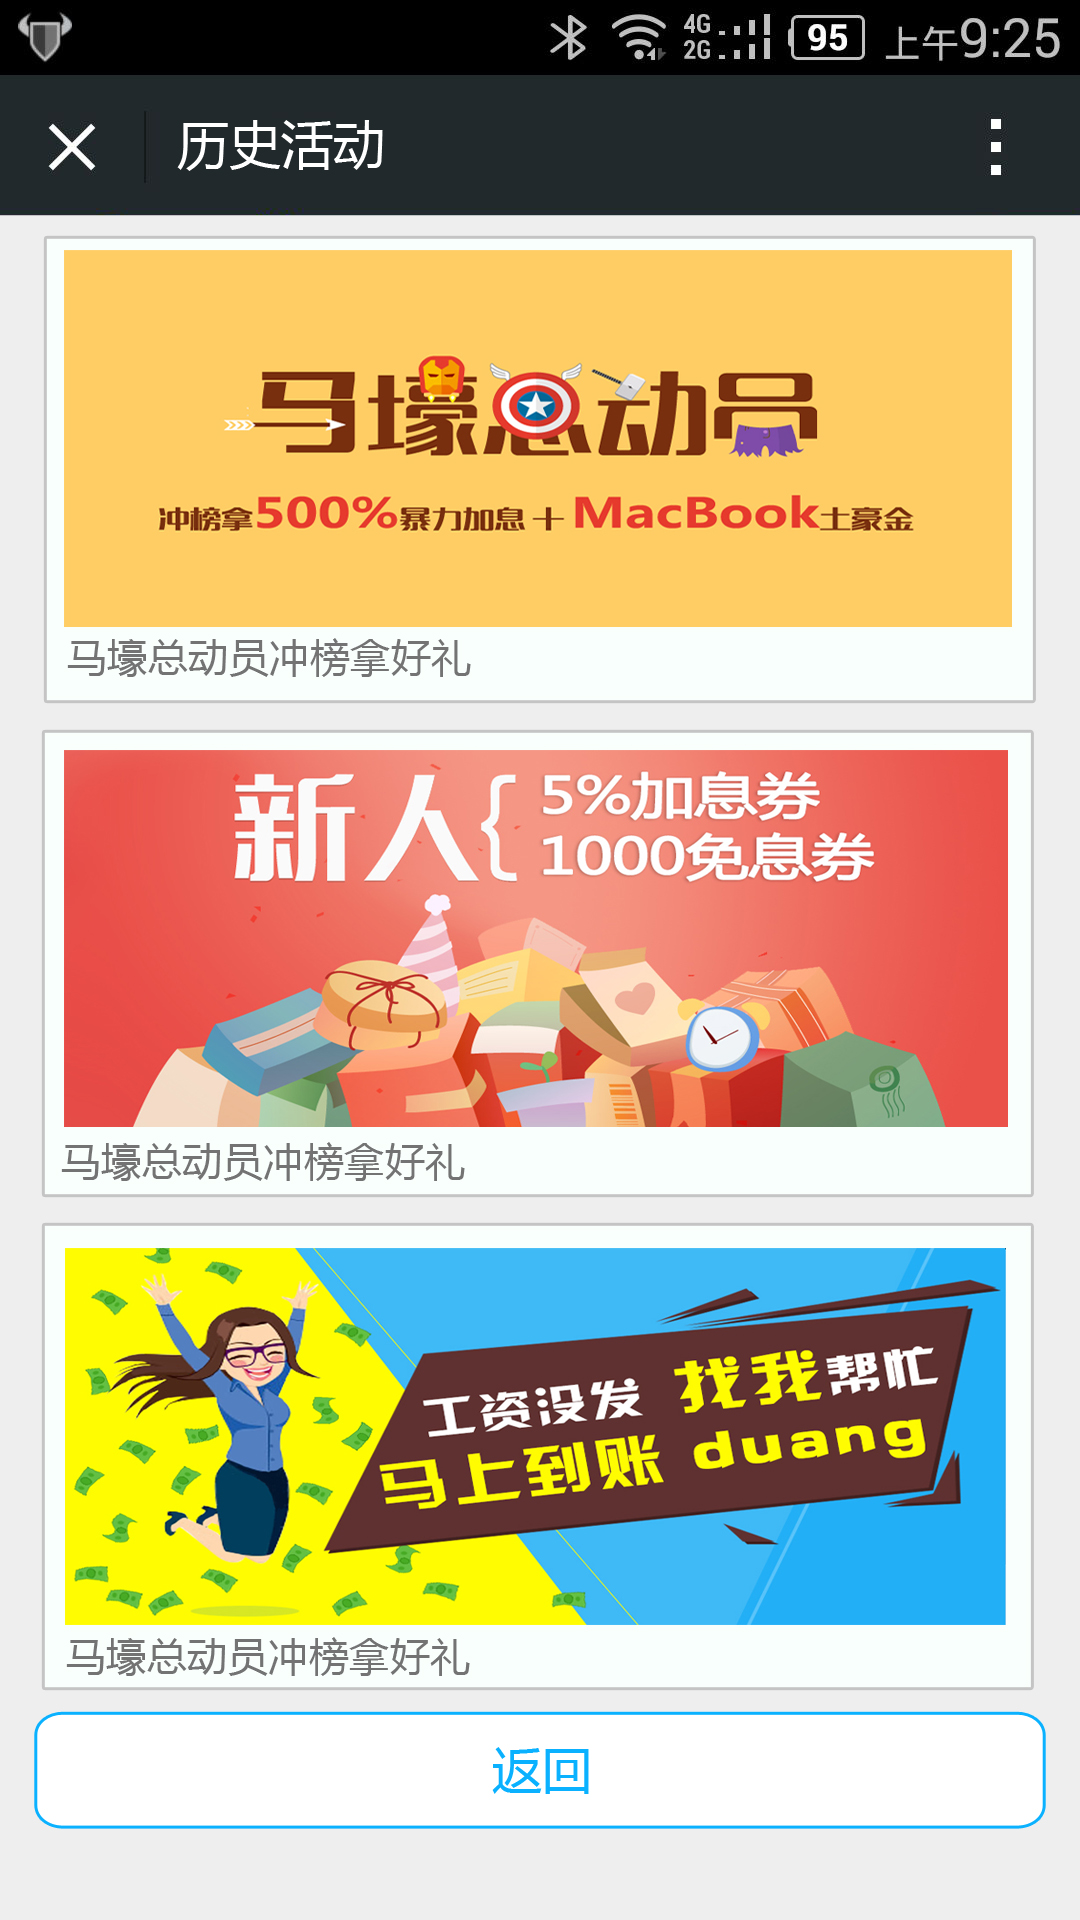 4G
2G
95
上午9:25
历史活动
马壕总动员
冲榜拿500%暴力加息+MacBook土豪金
马壕总动员冲榜拿好礼
新人{5%加息券
1000免息券
马壕总动员冲榜拿好礼
工资没发 找我帮忙
马上到账 duang
马壕总动员冲榜拿好礼
返回